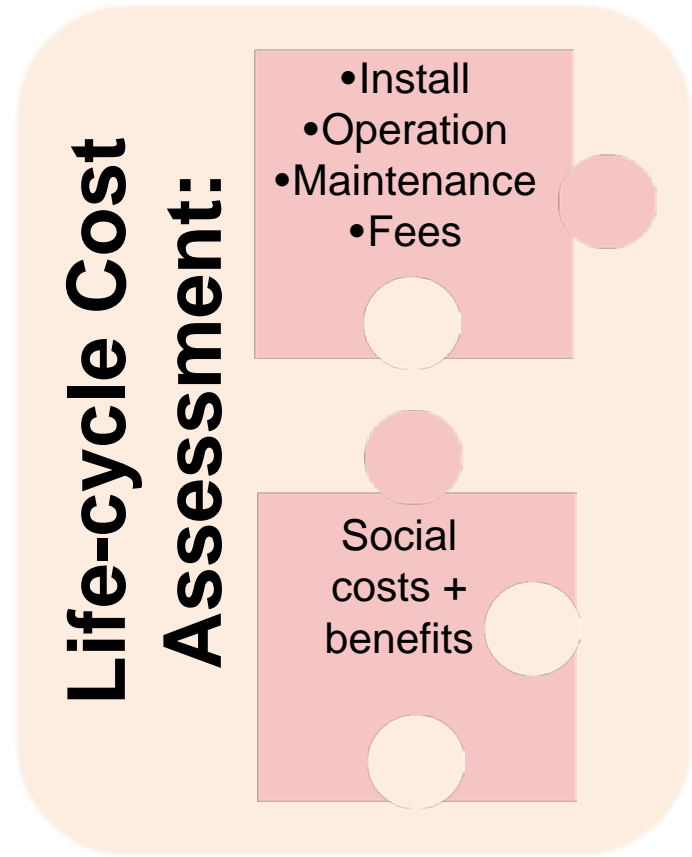 Life-cycle Cost
Assessment:
•Install
•Operation
•Maintenance
•Fees
Social
costs +
benefits